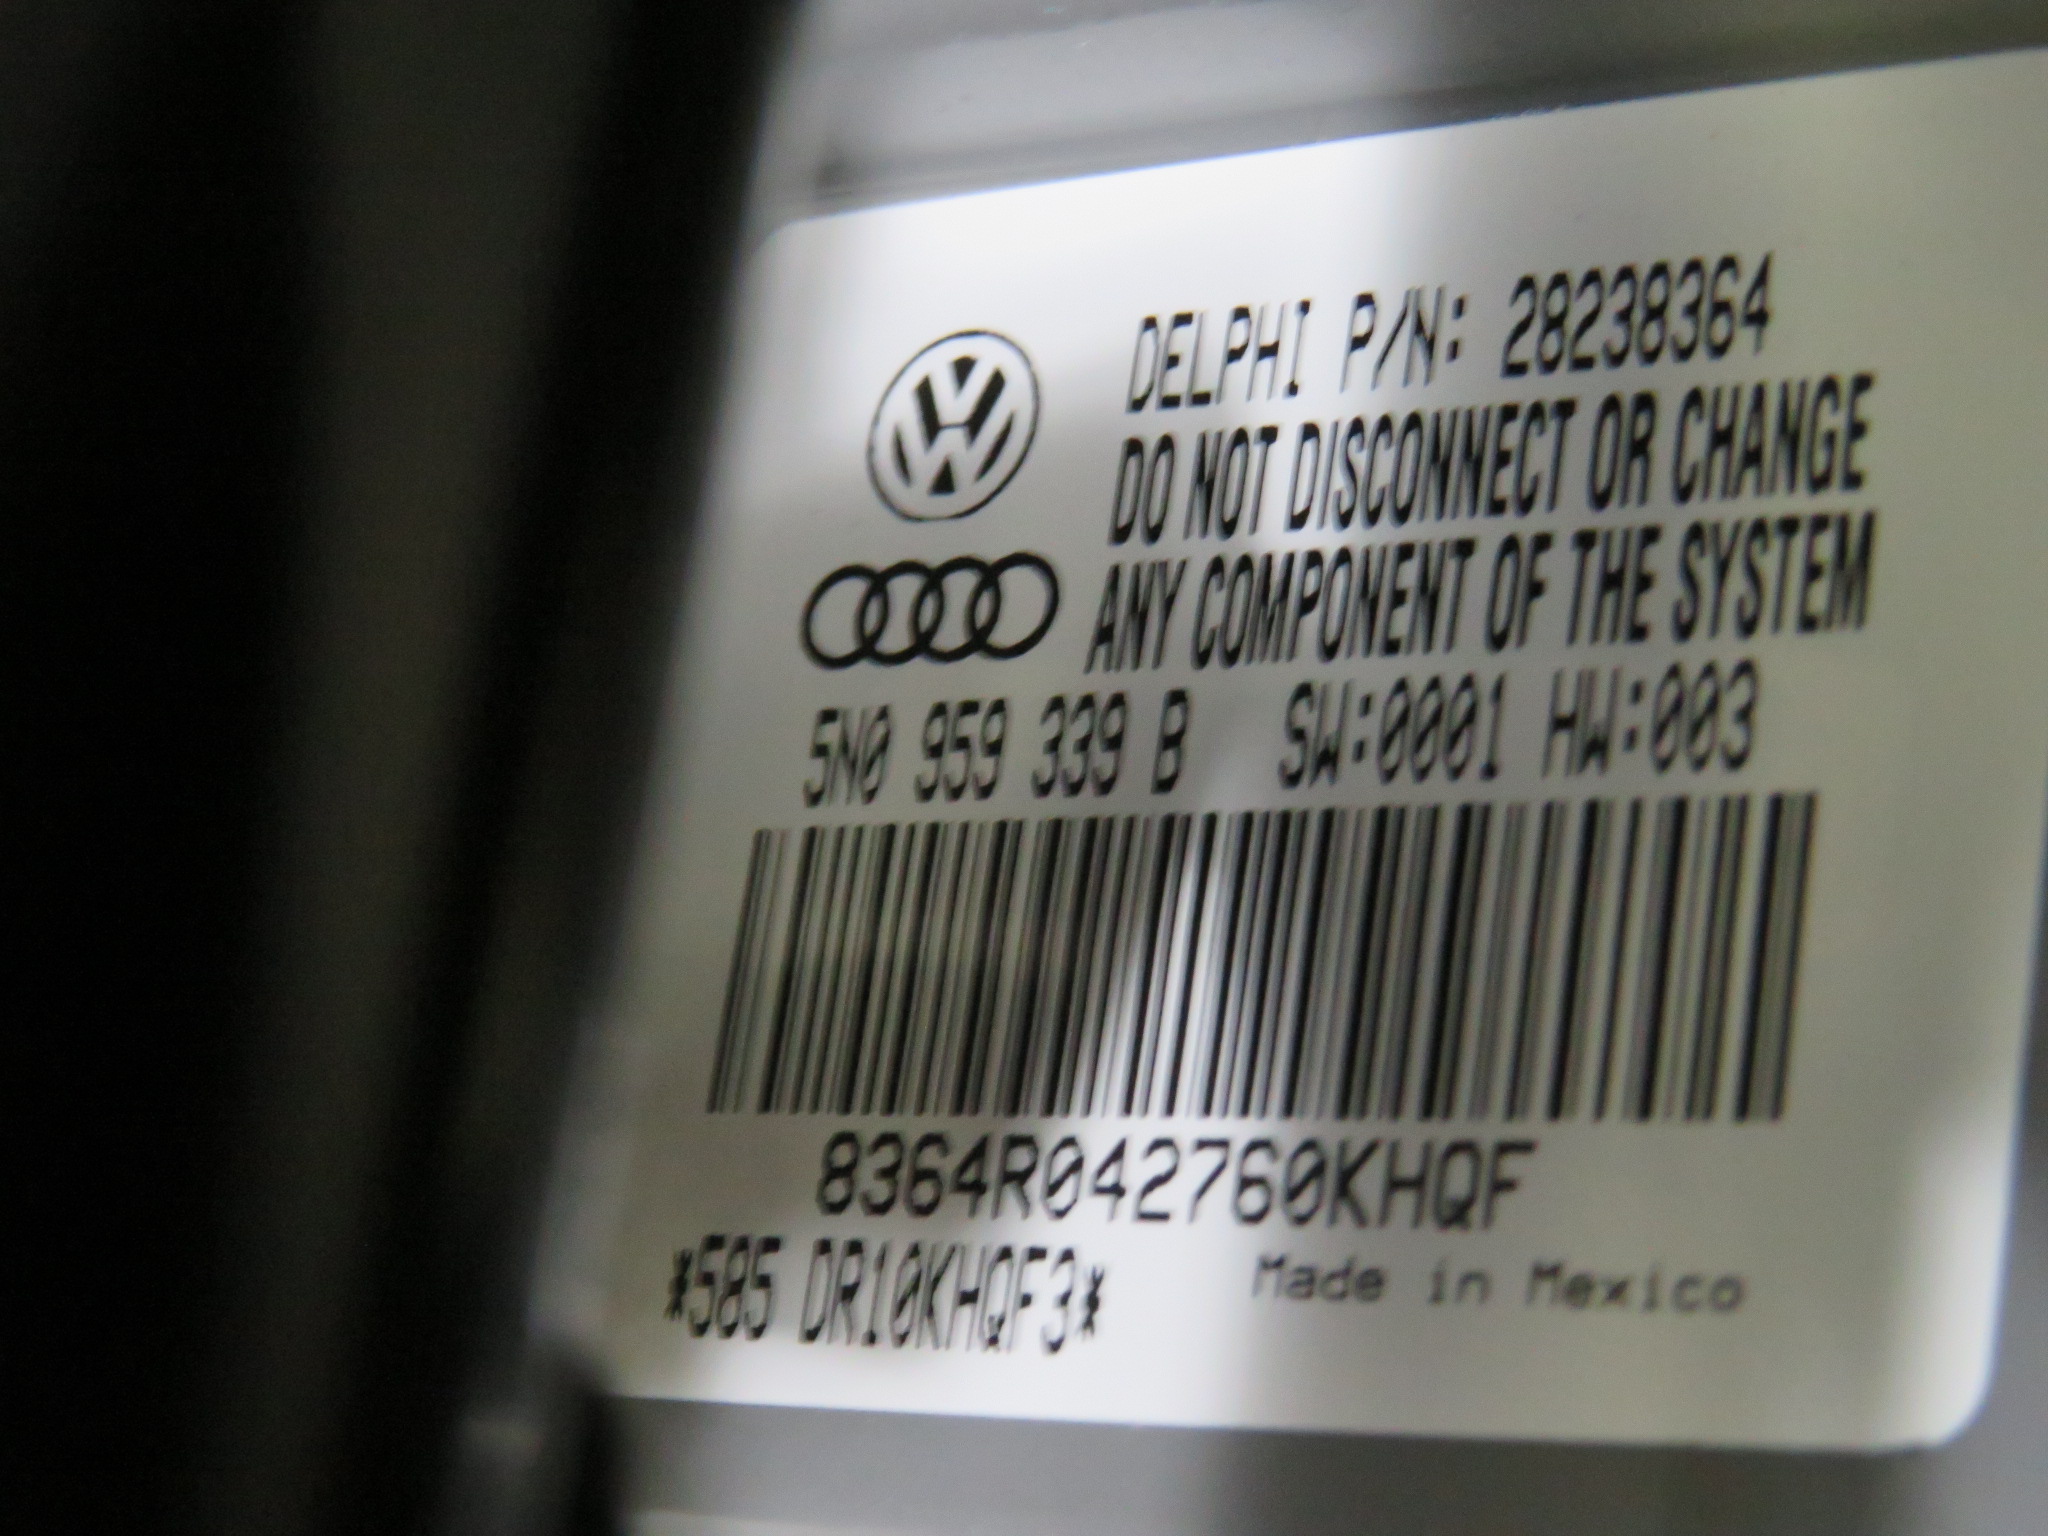 DELPHI P/N: 28238364
DO NOT DISCONNECT OR CHANGE
ANY COMPONENT OF THE SYSTEM
5N0 959 339 B SW:0001 HW:003
8364R042760KHQF
*585 DR10KHQF3*
Made in Mexico